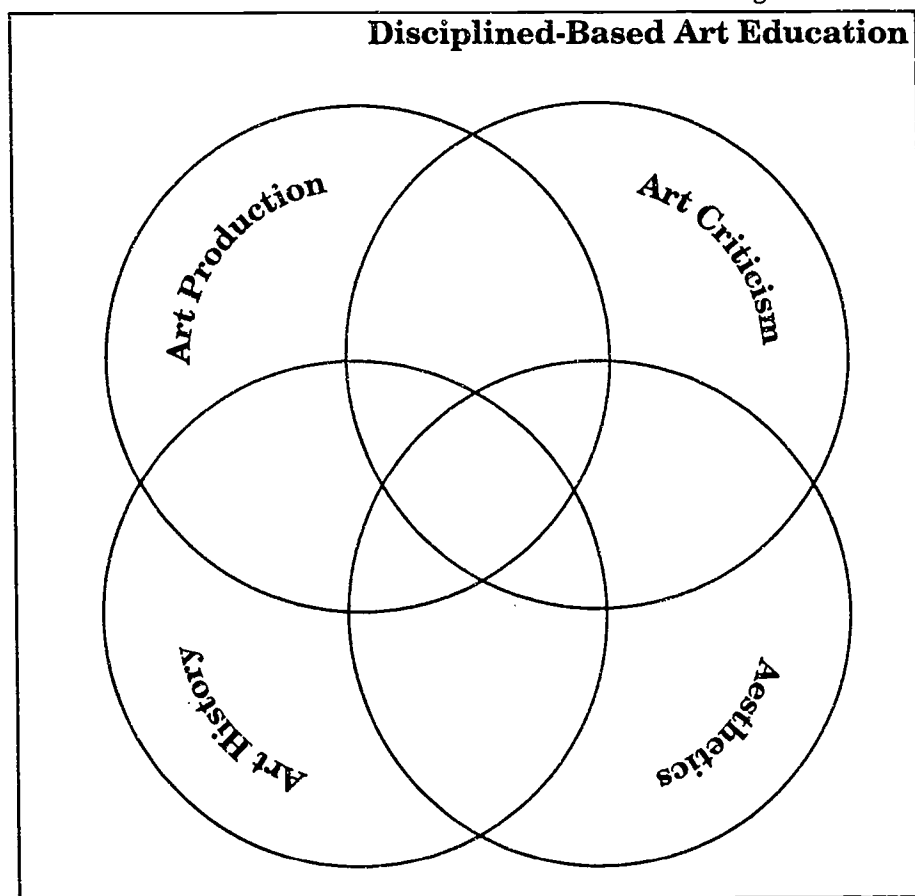 Disciplined-Based Art Education
Art Production
Art Criticism
Art History
Aesthetics